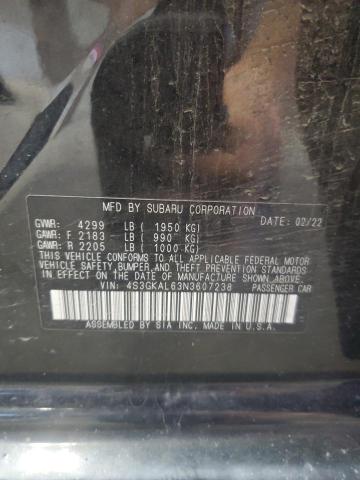 MFD BY SUBARU CORPORATION DATE: 02/22
GVWR: 4299 LB ( 1950 KG)
GAWR: F 2183 LB ( 990 KG)
GAWR: R 2205 LB ( 1000 KG)
THIS VEHICLE CONFORMS TO ALL APPLICABLE FEDERAL MOTOR
VEHICLE SAFETY, BUMPER, AND THEFT PREVENTION STANDARDS
IN EFFECT ON THE DATE OF MANUFACTURE SHOWN ABOVE.
VIN: 4S3GKAL63N3607238 PASSENGER CAR
ASSEMBLED BY SIA INC, MADE IN U.S.A.